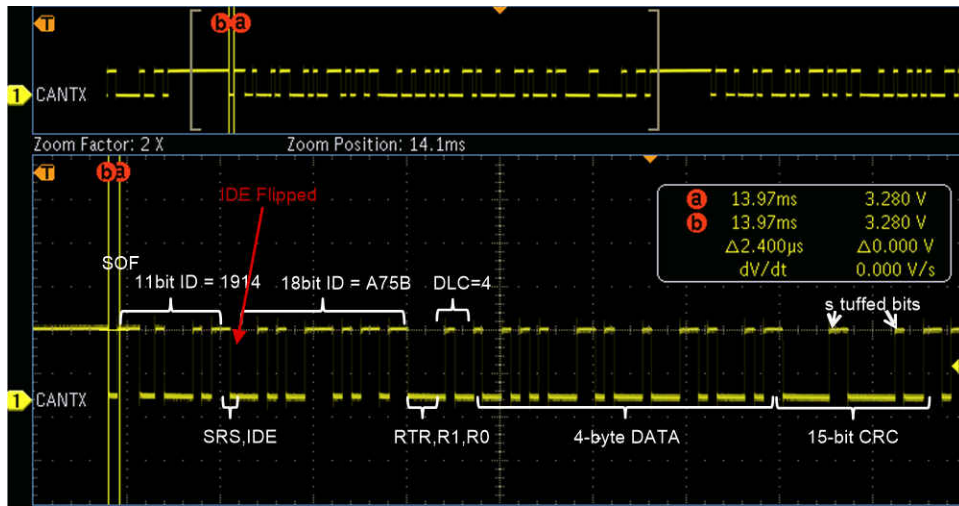 T
b a
1 CANTX
Zoom Factor: 2 X Zoom Position: 14.1ms
T
b a
IDE Flipped
a 13.97ms 3.280 V
b 13.97ms 3.280 V
Δ2.400µs Δ0.000 V
dV/dt 0.000 V/s
SOF
11bit ID = 1914 18bit ID = A75B DLC=4
s tuffed bits
1 CANTX
SRS,IDE RTR,R1,R0 4-byte DATA 15-bit CRC